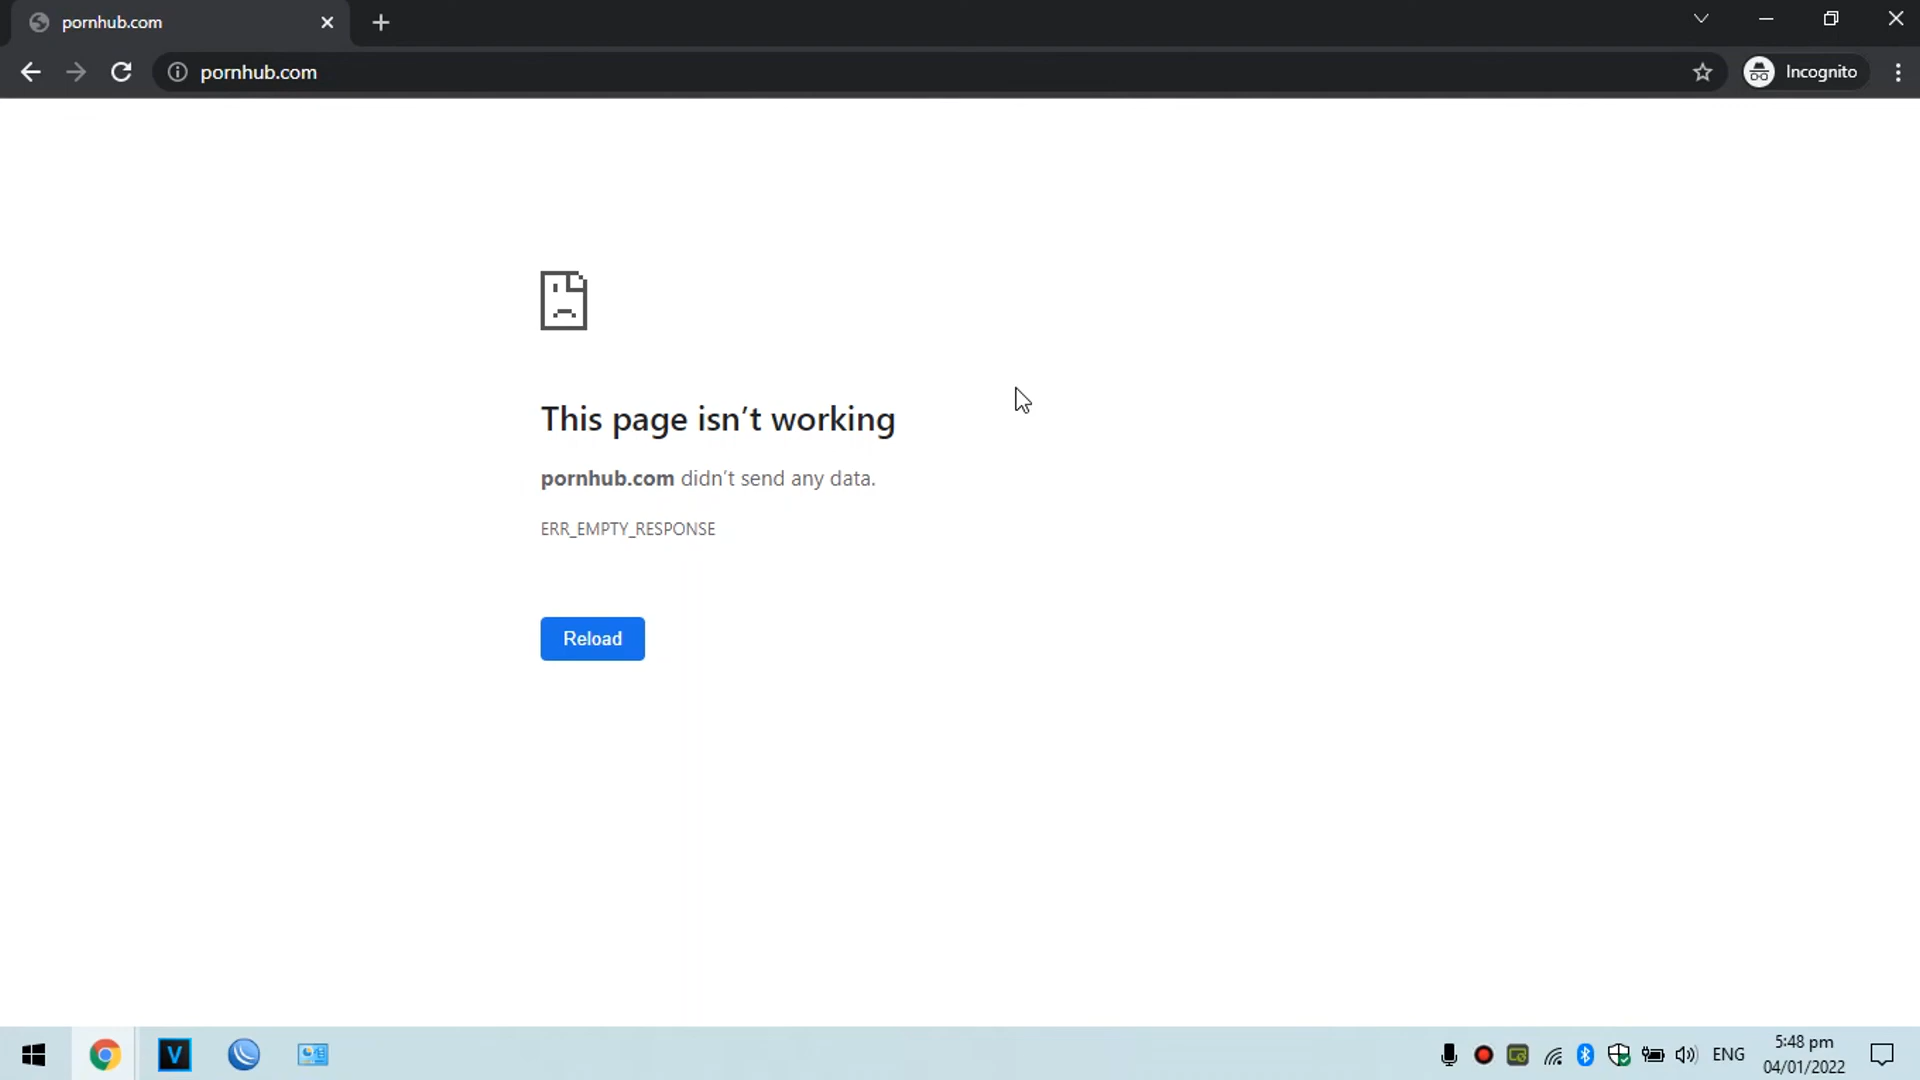 pornhub.com
pornhub.com
Incognito
This page isn’t working
pornhub.com didn’t send any data.
ERR_EMPTY_RESPONSE
Reload
V
ENG
5:48 pm
04/01/2022